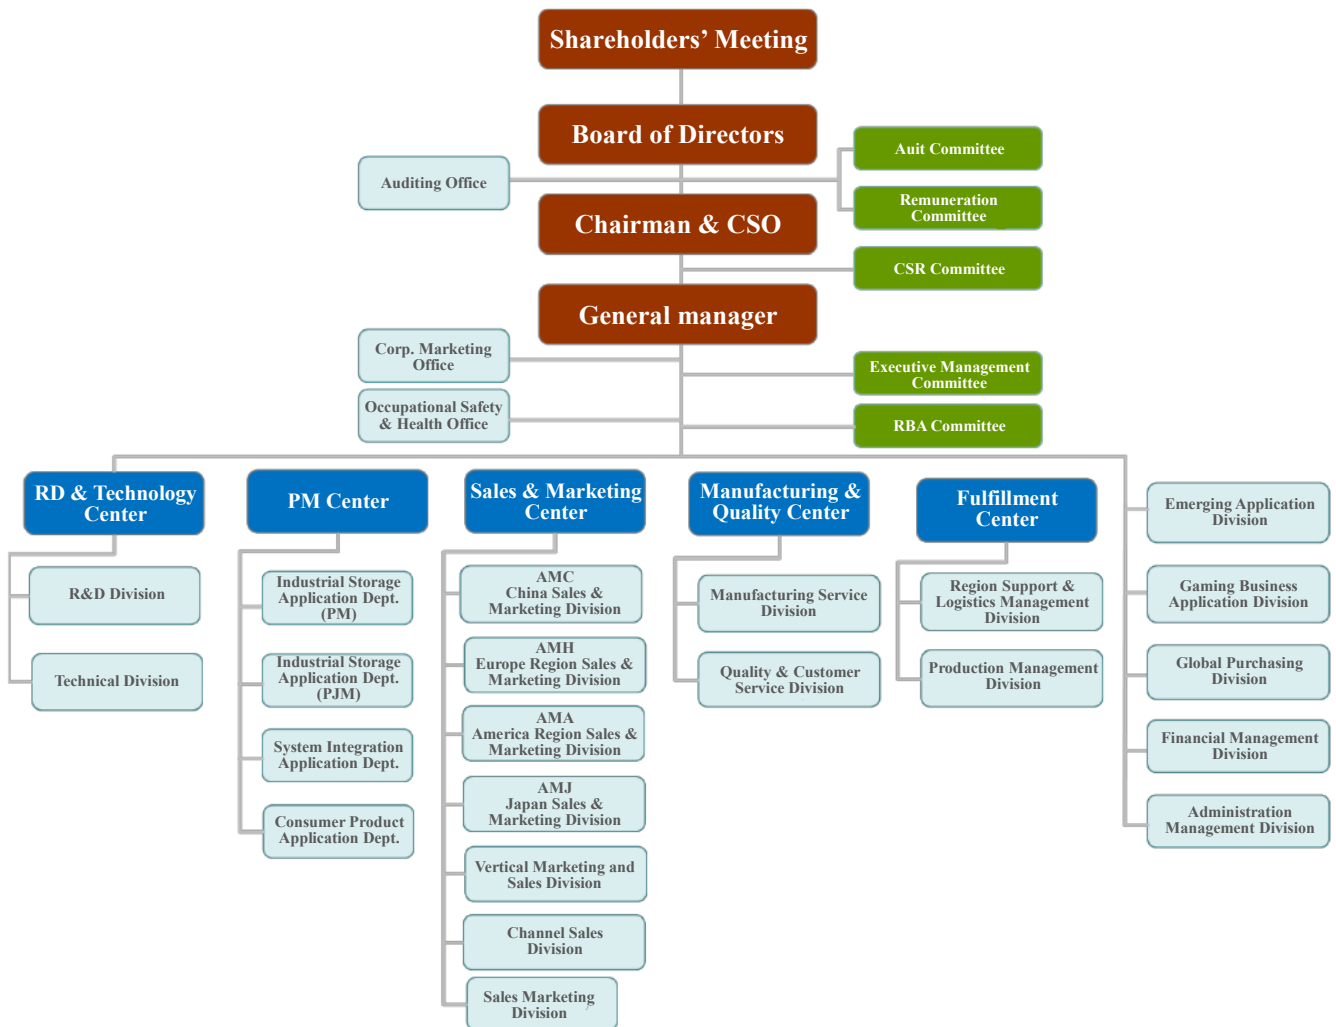 Shareholders’ Meeting
Board of Directors
Auit Committee
Auditing Office
Remuneration
Committee
Chairman & CSO
CSR Committee
General manager
Corp. Marketing
Office
Executive Management
Committee
Occupational Safety
& Health Office
RBA Committee
RD & Technology
Center
R&D Division
Technical Division
PM Center
Industrial Storage
Application Dept.
(PM)
Industrial Storage
Application Dept.
(PJM)
System Integration
Application Dept.
Consumer Product
Application Dept.
Sales & Marketing
Center
AMC
China Sales &
Marketing Division
AMH
Europe Region Sales &
Marketing Division
AMA
America Region Sales &
Marketing Division
AMJ
Japan Sales &
Marketing Division
Vertical Marketing and
Sales Division
Channel Sales
Division
Sales Marketing
Division
Manufacturing &
Quality Center
Manufacturing Service
Division
Quality & Customer
Service Division
Fulfillment
Center
Region Support &
Logistics Management
Division
Production Management
Division
Emerging Application
Division
Gaming Business
Application Division
Global Purchasing
Division
Financial Management
Division
Administration
Management Division